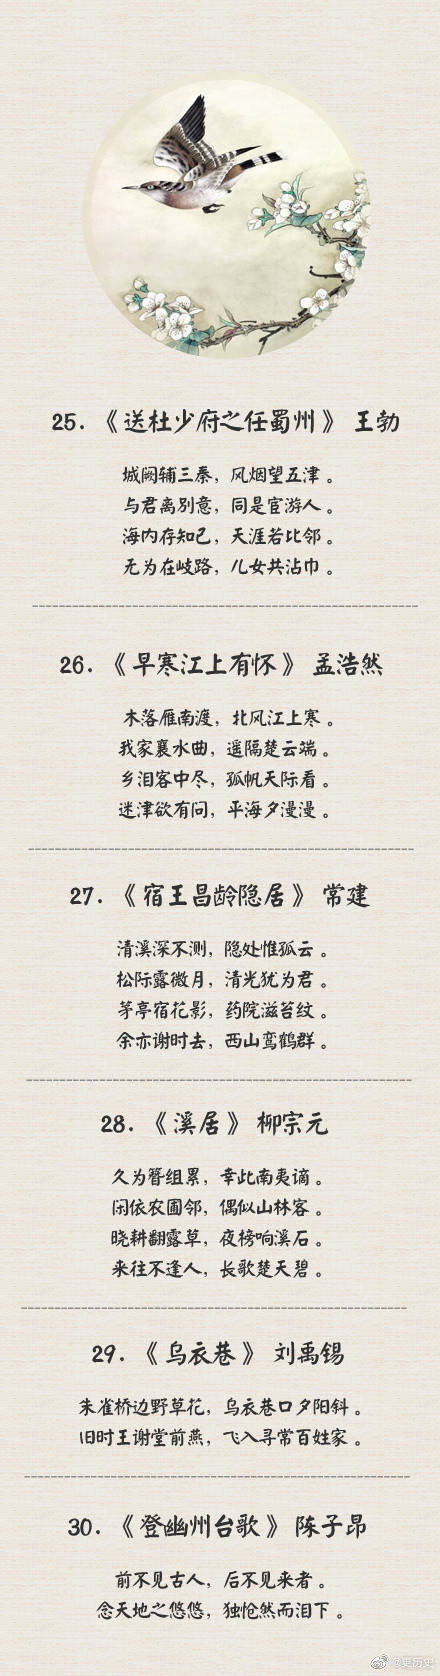 25.《送杜少府之任蜀州》 王勃
城阙辅三秦，风烟望五津。
与君离别意，同是宦游人。
海内存知己，天涯若比邻。
无为在歧路，儿女共沾巾。
26.《早寒江上有怀》 孟浩然
木落雁南渡，北风江上寒。
我家襄水曲，遥隔楚云端。
乡泪客中尽，孤帆天际看。
迷津欲有问，平海夕漫漫。
27.《宿王昌龄隐居》 常建
清溪深不测，隐处惟孤云。
松际露微月，清光犹为君。
茅亭宿花影，药院滋苔纹。
余亦谢时去，西山鸾鹤群。
28.《溪居》 柳宗元
久为簪组累，幸此南夷谪。
闲依农圃邻，偶似山林客。
晓耕翻露草，夜榜响溪石。
来往不逢人，长歌楚天碧。
29.《乌衣巷》 刘禹锡
朱雀桥边野草花，乌衣巷口夕阳斜。
旧时王谢堂前燕，飞入寻常百姓家。
30.《登幽州台歌》 陈子昂
前不见古人，后不见来者。
念天地之悠悠，独怆然而泪下。
@更历史